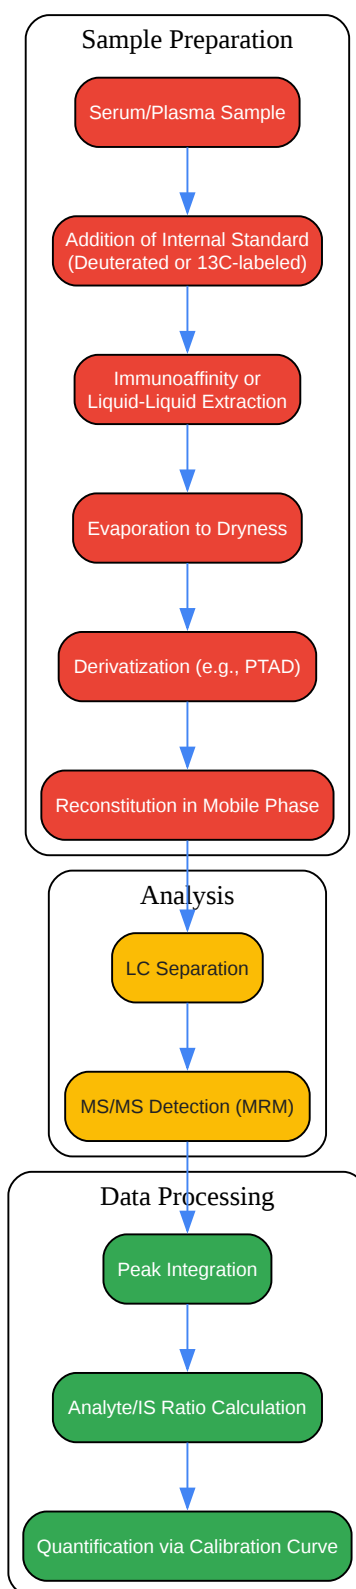 Sample Preparation
Serum/Plasma Sample
Addition of Internal Standard
(Deuterated or 13C-labeled)
Immunoaffinity or
Liquid-Liquid Extraction
Evaporation to Dryness
Derivatization (e.g., PTAD)
Reconstitution in Mobile Phase
Analysis
LC Separation
MS/MS Detection (MRM)
Data Processing
Peak Integration
Analyte/IS Ratio Calculation
Quantification via Calibration Curve